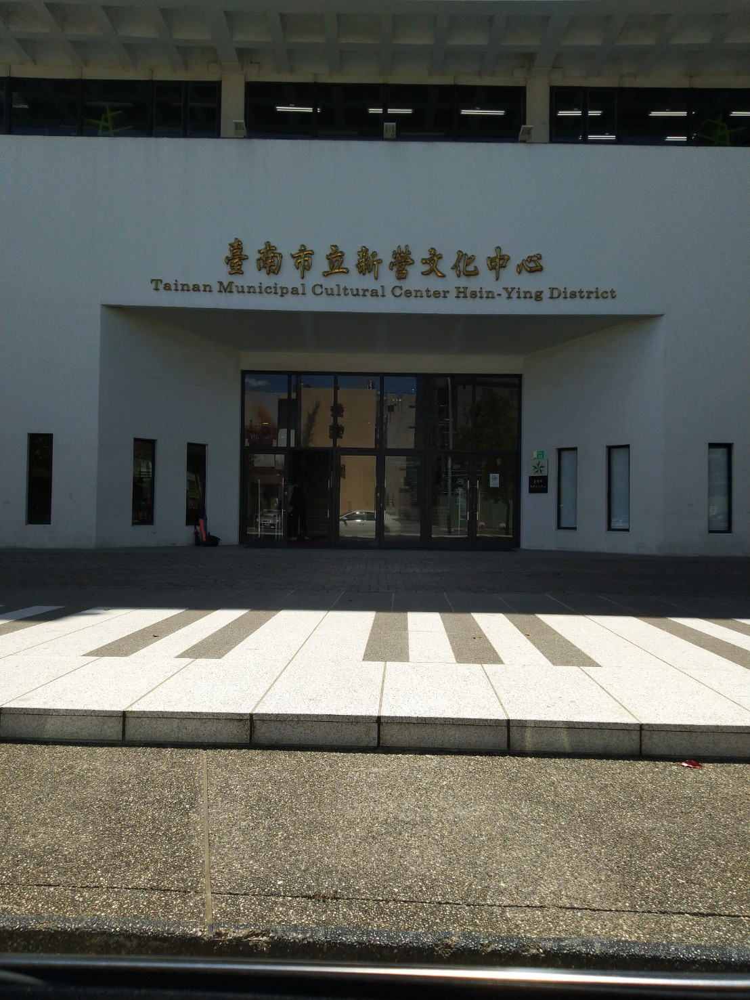 臺南市立新營文化中心
Tainan Municipal Cultural Center Hsin-Ying District